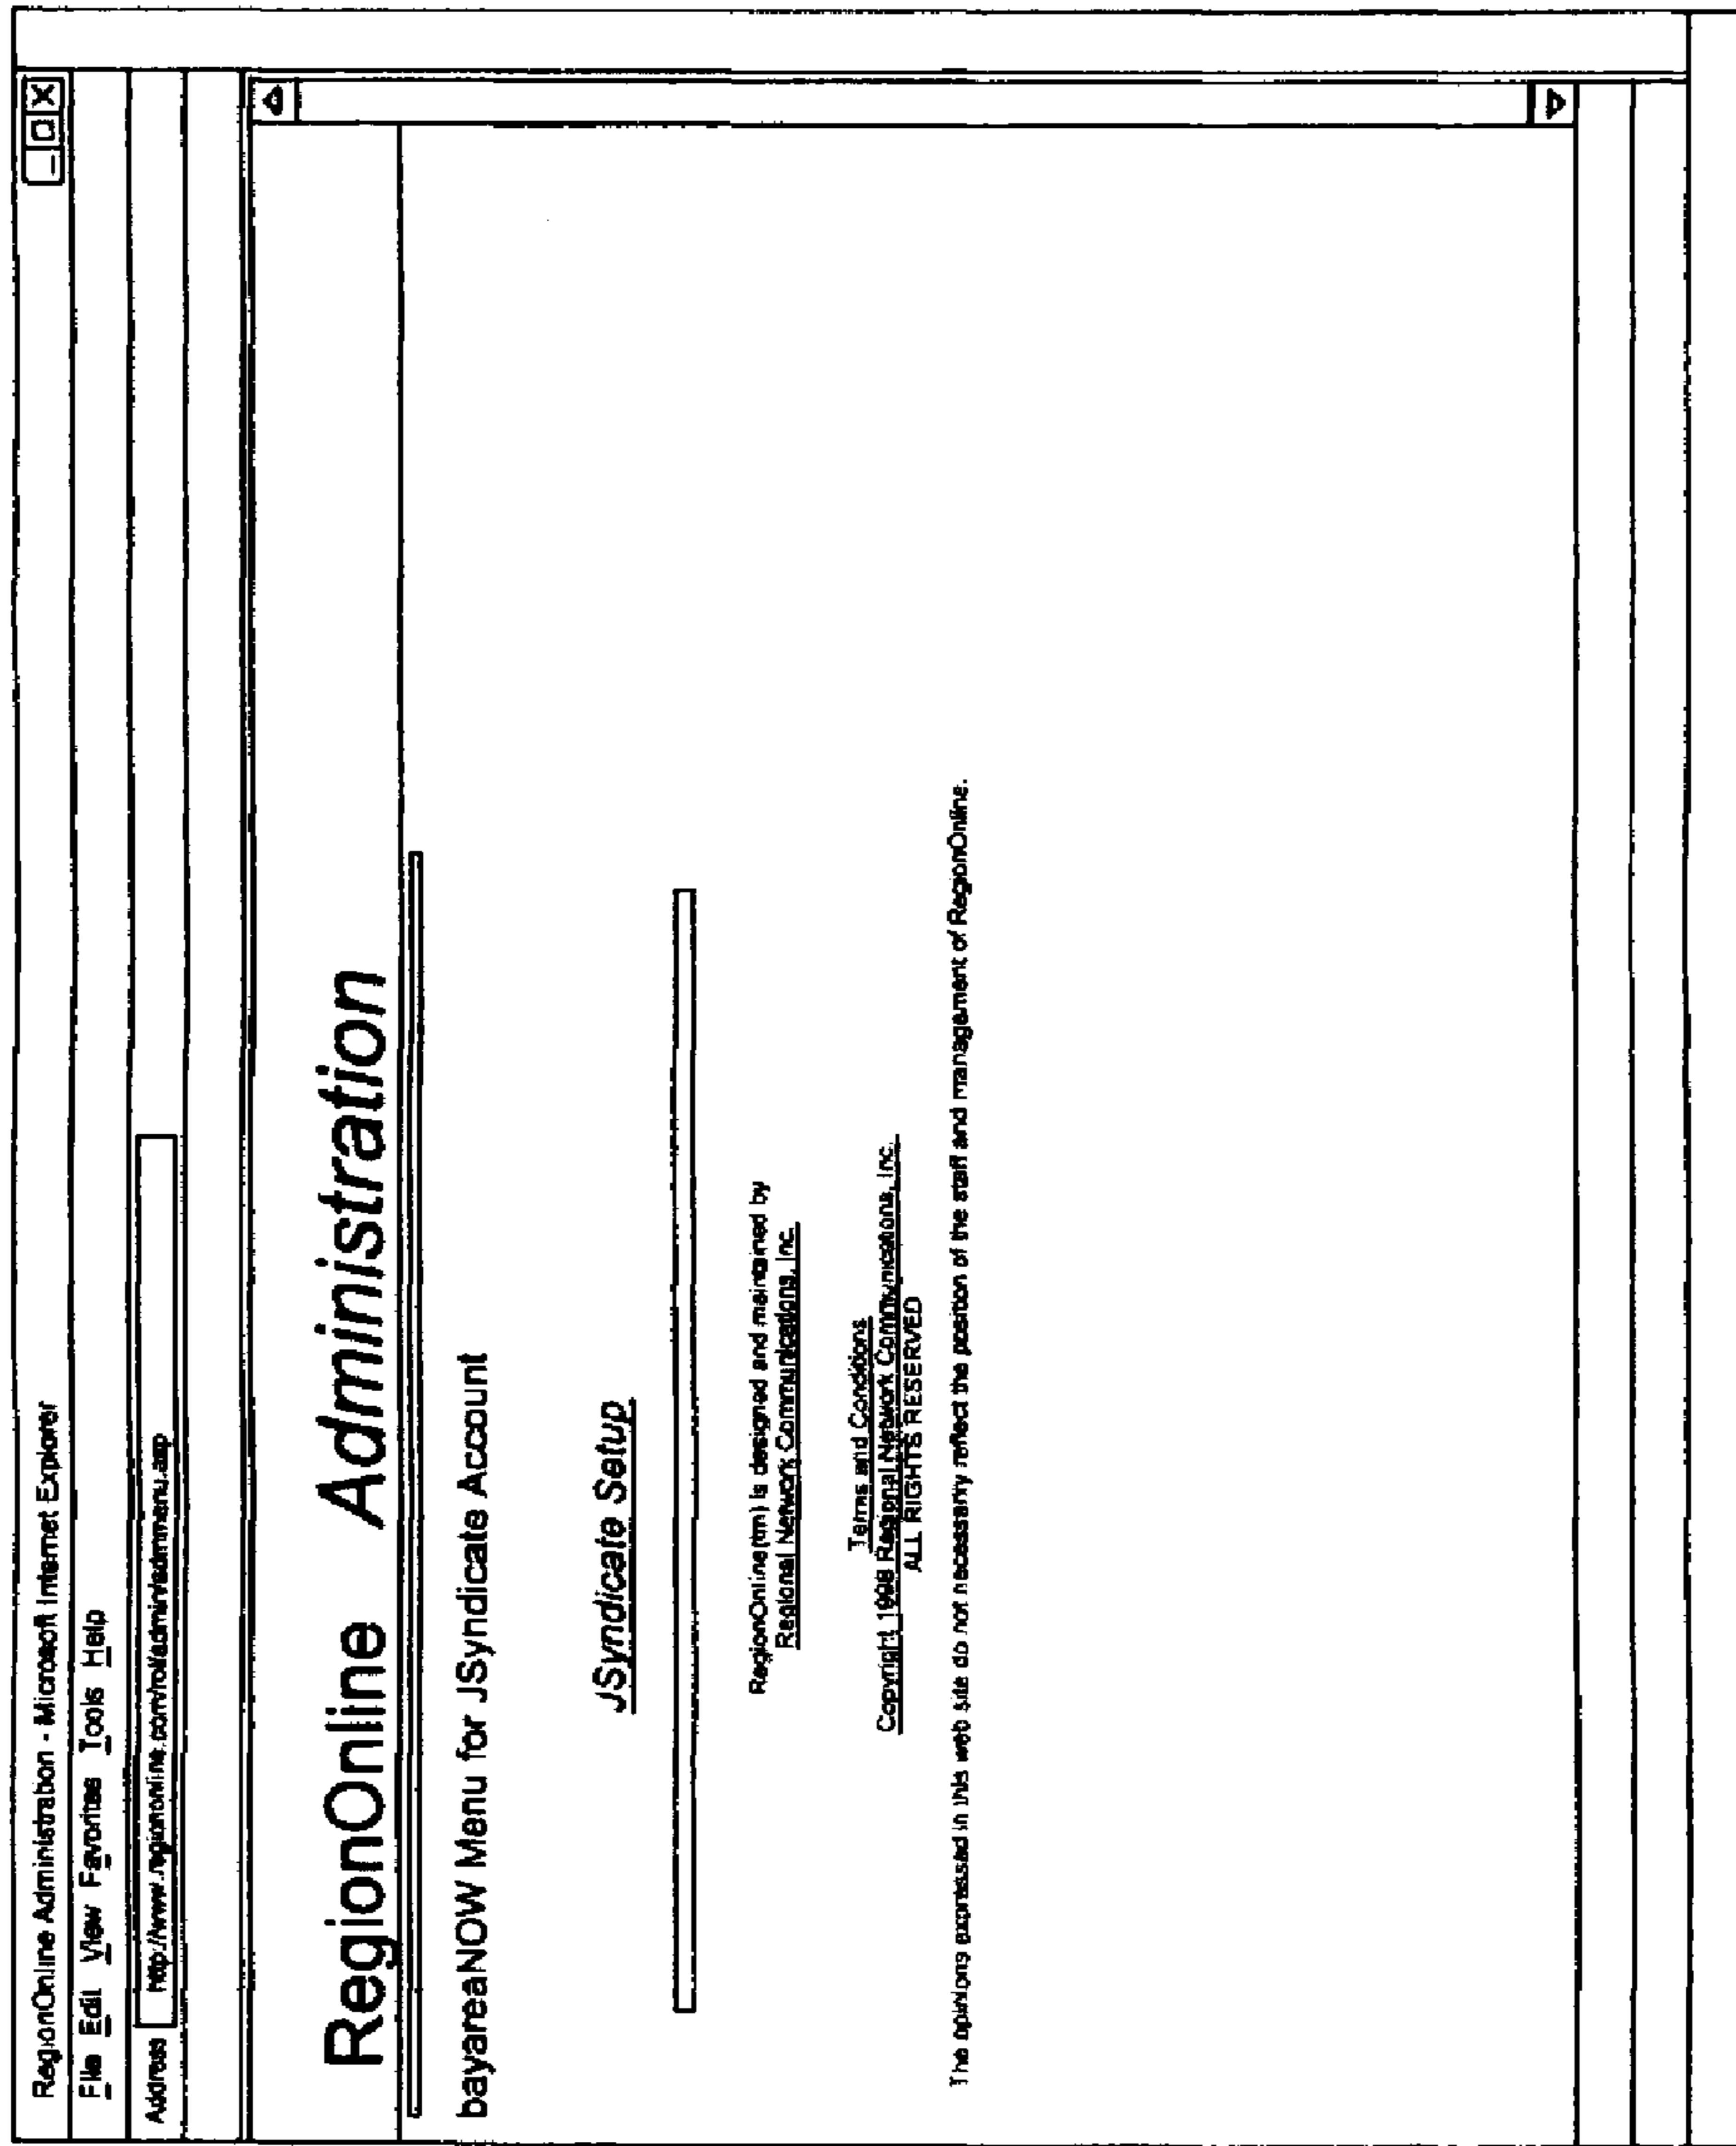 RegionOnline Administration - Microsoft Internet Explorer
File Edit View Favorites Tools Help
Address http://www.regiononline.com/rol/admin/admmenu.asp
RegionOnline Administration
bayareaNOW Menu for JSyndicate Account
JSyndicate Setup
RegionOnline(tm) is designed and maintained by
Regional Network Communications, Inc.
Terms and Conditions
Copyright 1998 Regional Network Communications, Inc.
ALL RIGHTS RESERVED
The opinions expressed in this web site do not necessarily reflect the position of the staff and management of RegionOnline.